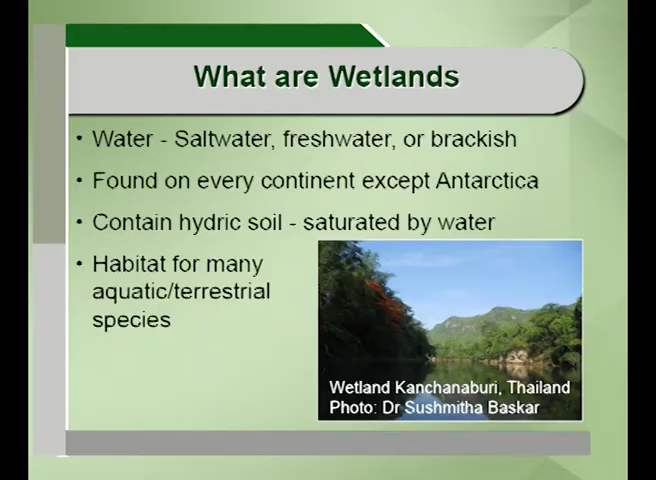 What are Wetlands
• Water - Saltwater, freshwater, or brackish
• Found on every continent except Antarctica
• Contain hydric soil - saturated by water
• Habitat for many
aquatic/terrestrial
species
Wetland Kanchanaburi, Thailand
Photo: Dr Sushmitha Baskar